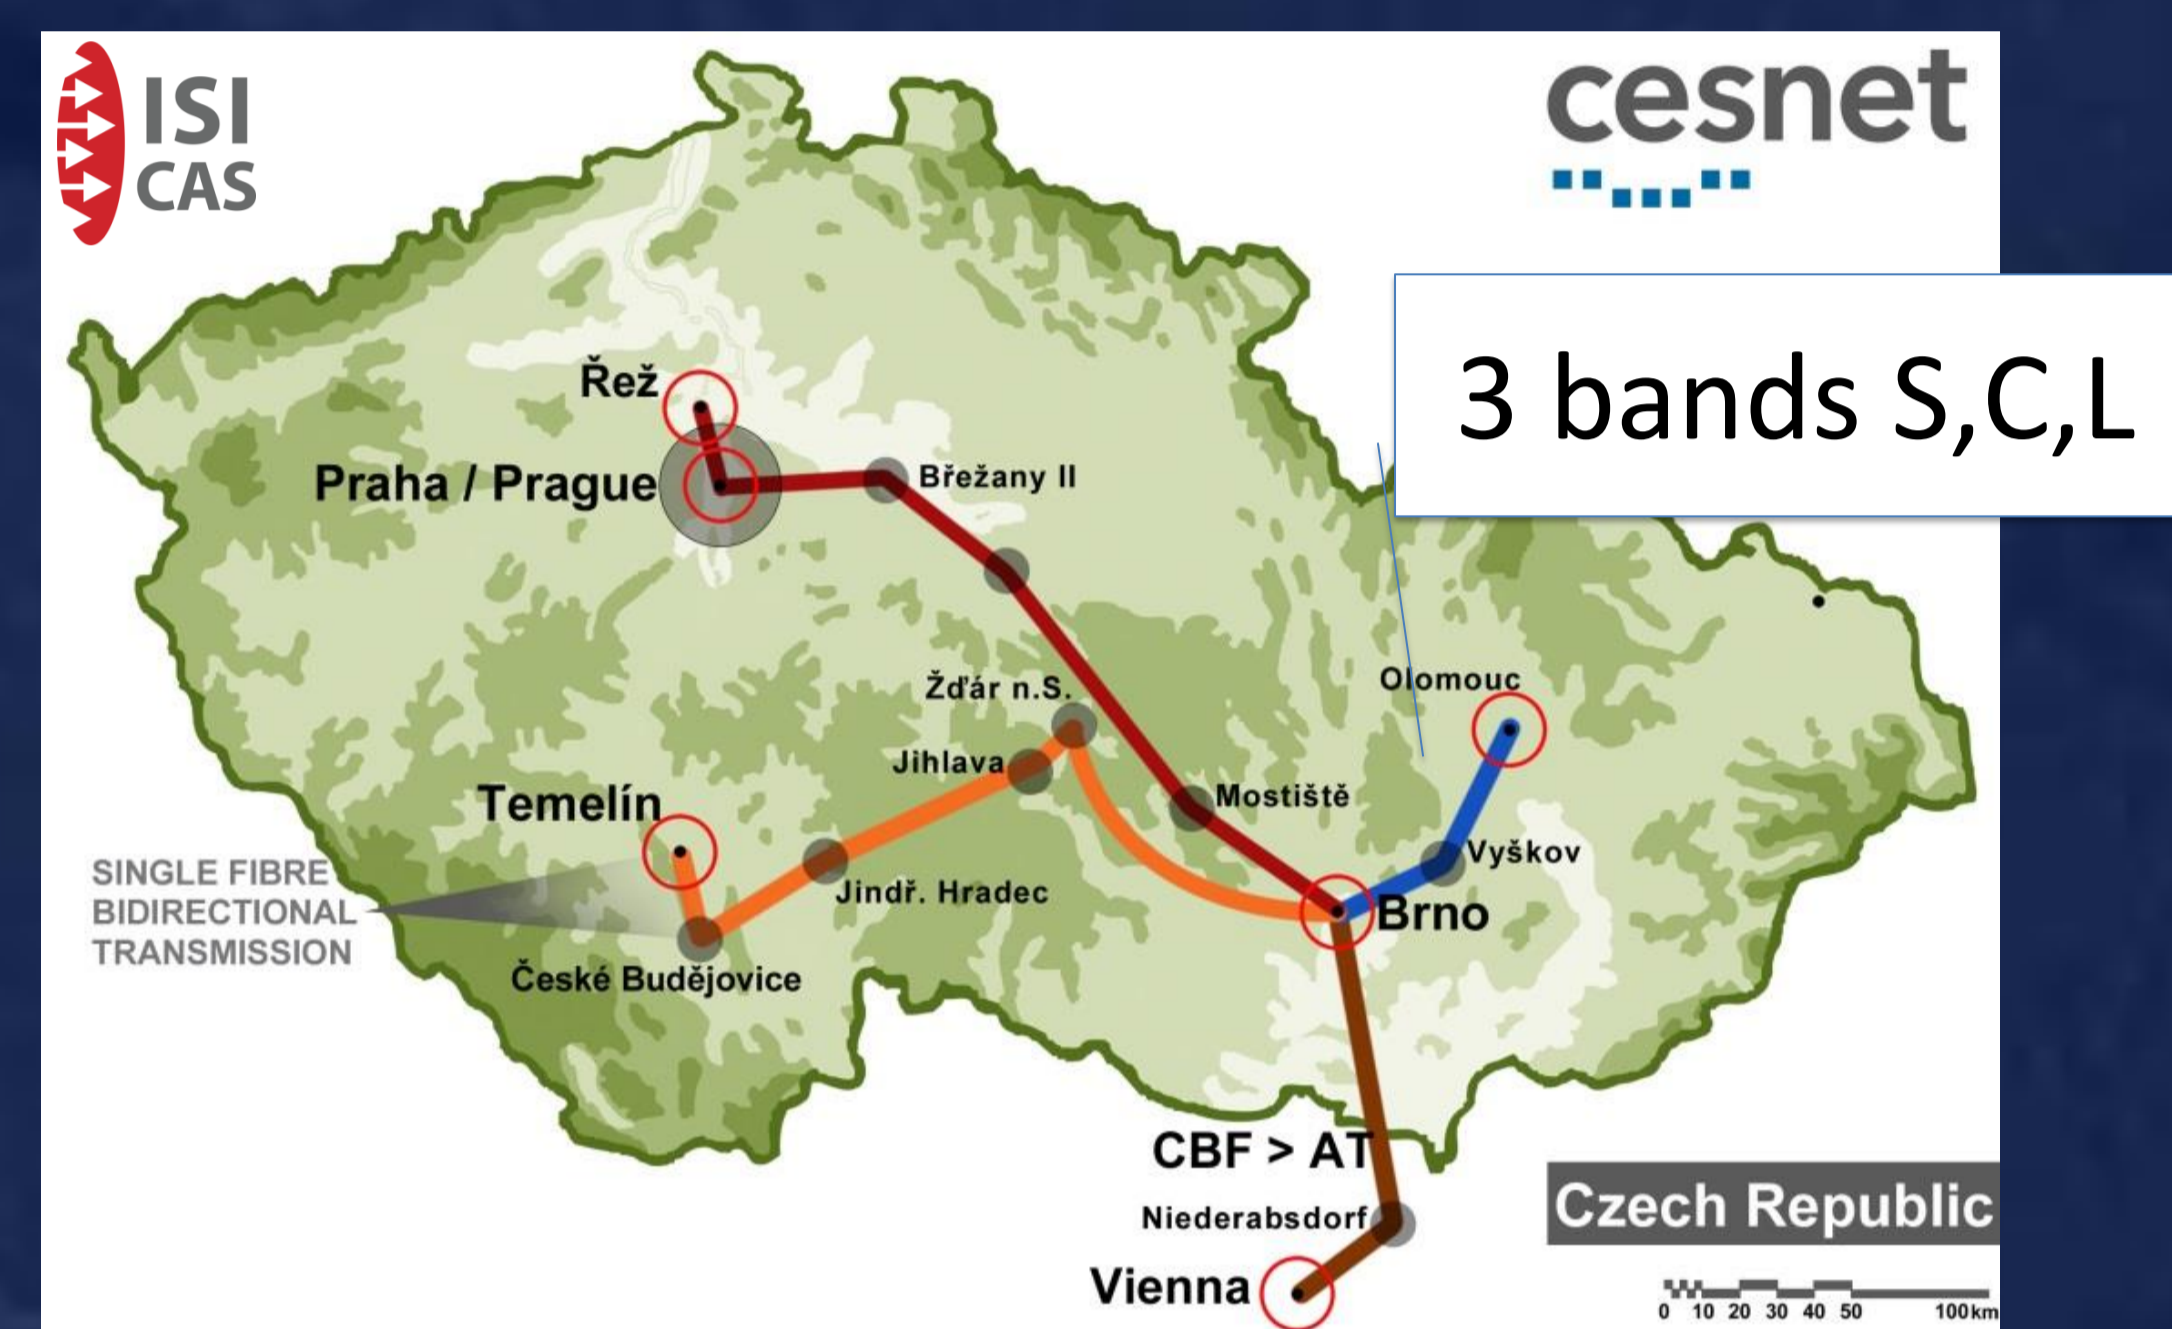 ISI
CAS
cesnet
3 bands S,C,L
Řež
Praha / Prague
Břežany II
Žďár n.S.
Olomouc
Jihlava
Mostiště
Temelín
Vyškov
SINGLE FIBRE
BIDIRECTIONAL
TRANSMISSION
Jindř. Hradec
Brno
České Budějovice
CBF > AT
Niederabsdorf
Czech Republic
Vienna
0 10 20 30 40 50 100km